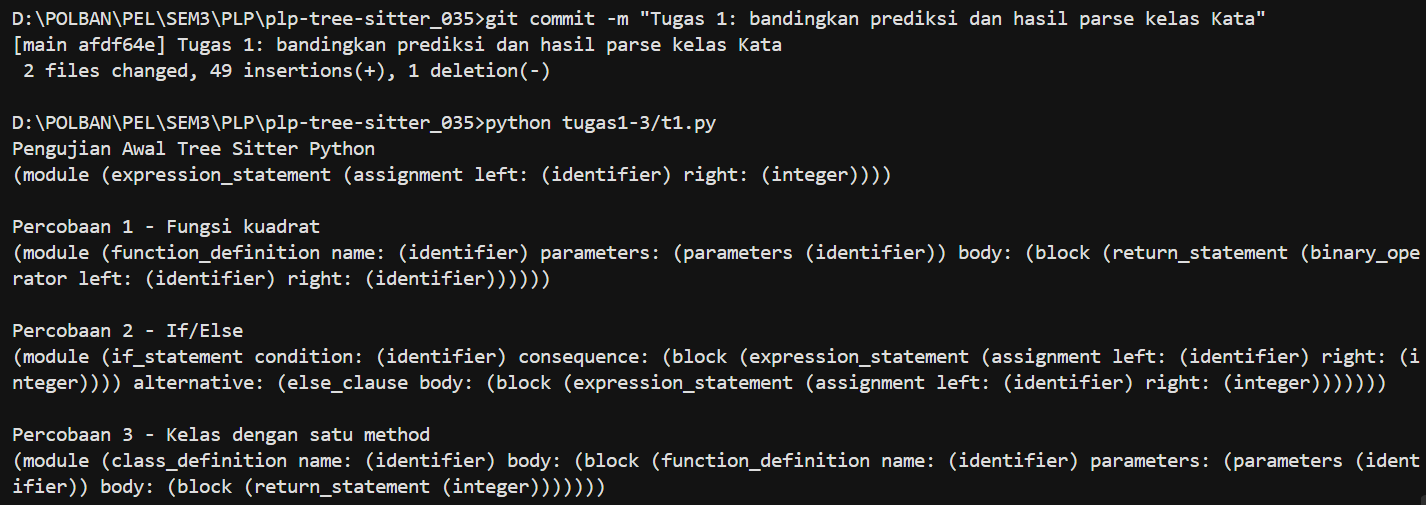 D:\POLBAN\PEL\SEM3\PLP\plp-tree-sitter_035>git commit -m "Tugas 1: bandingkan prediksi dan hasil parse kelas Kata"
[main afdf64e] Tugas 1: bandingkan prediksi dan hasil parse kelas Kata
 2 files changed, 49 insertions(+), 1 deletion(-)
D:\POLBAN\PEL\SEM3\PLP\plp-tree-sitter_035>python tugas1-3/t1.py
Pengujian Awal Tree Sitter Python
(module (expression_statement (assignment left: (identifier) right: (integer))))
Percobaan 1 - Fungsi kuadrat
(module (function_definition name: (identifier) parameters: (parameters (identifier)) body: (block (return_statement (binary_ope
rator left: (identifier) right: (identifier))))))
Percobaan 2 - If/Else
(module (if_statement condition: (identifier) consequence: (block (expression_statement (assignment left: (identifier) right: (i
nteger)))) alternative: (else_clause body: (block (expression_statement (assignment left: (identifier) right: (integer)))))))
Percobaan 3 - Kelas dengan satu method
(module (class_definition name: (identifier) body: (block (function_definition name: (identifier) parameters: (parameters (ident
ifier)) body: (block (return_statement (integer)))))))